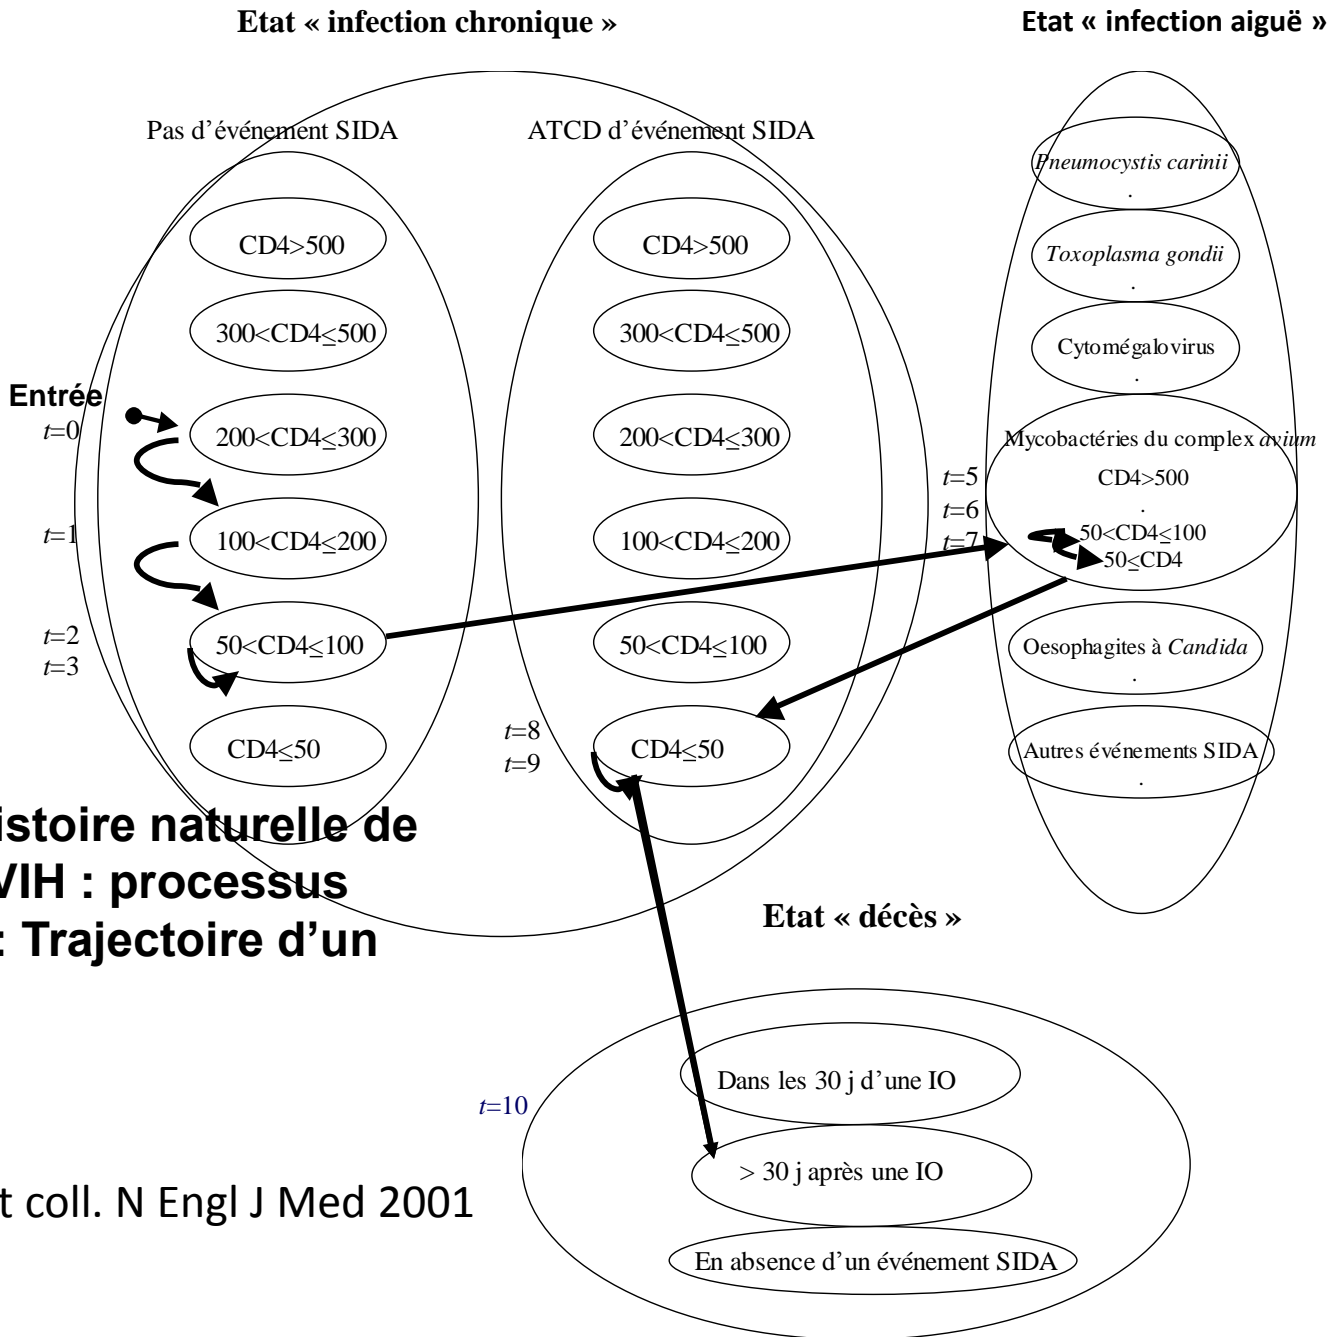 Etat « infection chronique »
Etat « infection aiguë »
Pas d’événement SIDA
ATCD d’événement SIDA
CD4>500
300<CD4≤500
Entrée
t=0
200<CD4≤300
t=1
100<CD4≤200
t=2
t=3
50<CD4≤100
CD4≤50
CD4>500
300<CD4≤500
200<CD4≤300
100<CD4≤200
50<CD4≤100
t=8
t=9
CD4≤50
Pneumocystis carinii
.
Toxoplasma gondii
.
Cytomégalovirus
.
Mycobactéries du complex avium
t=5
CD4>500
t=6
.
t=7
50<CD4≤100
50≤CD4
Oesophagites à Candida
.
Autres événements SIDA
.
istoire naturelle de
VIH : processus
: Trajectoire d’un
Etat « décès »
t=10
Dans les 30 j d’une IO
> 30 j après une IO
En absence d’un événement SIDA
t coll. N Engl J Med 2001